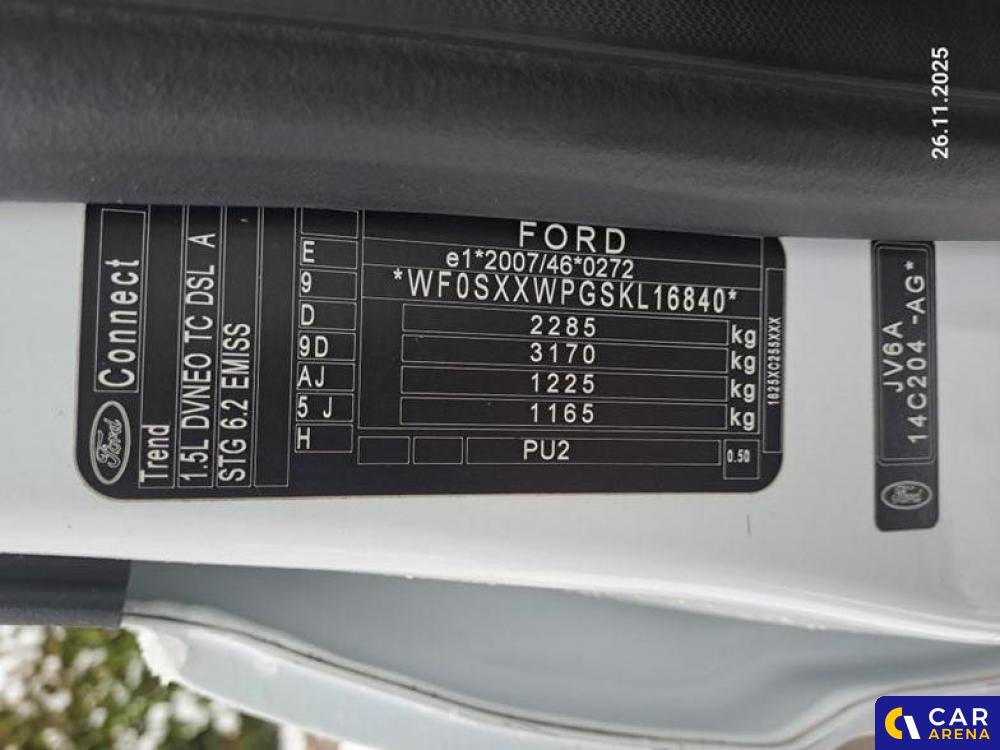 26.11.2025
FORD
e1*2007/46*0272
*WF0SXXWPGSKL16840*
2285 kg
3170 kg
1225 kg
1165 kg
PU2
0.50
1625XC255XXX
E
9
D
9D
AJ
5 J
H
Ford Connect
Trend
1.5L DVNEO TC DSL A
STG 6.2 EMISS
JV6A
14C204 -AG*
Ford
CAR
ARENA